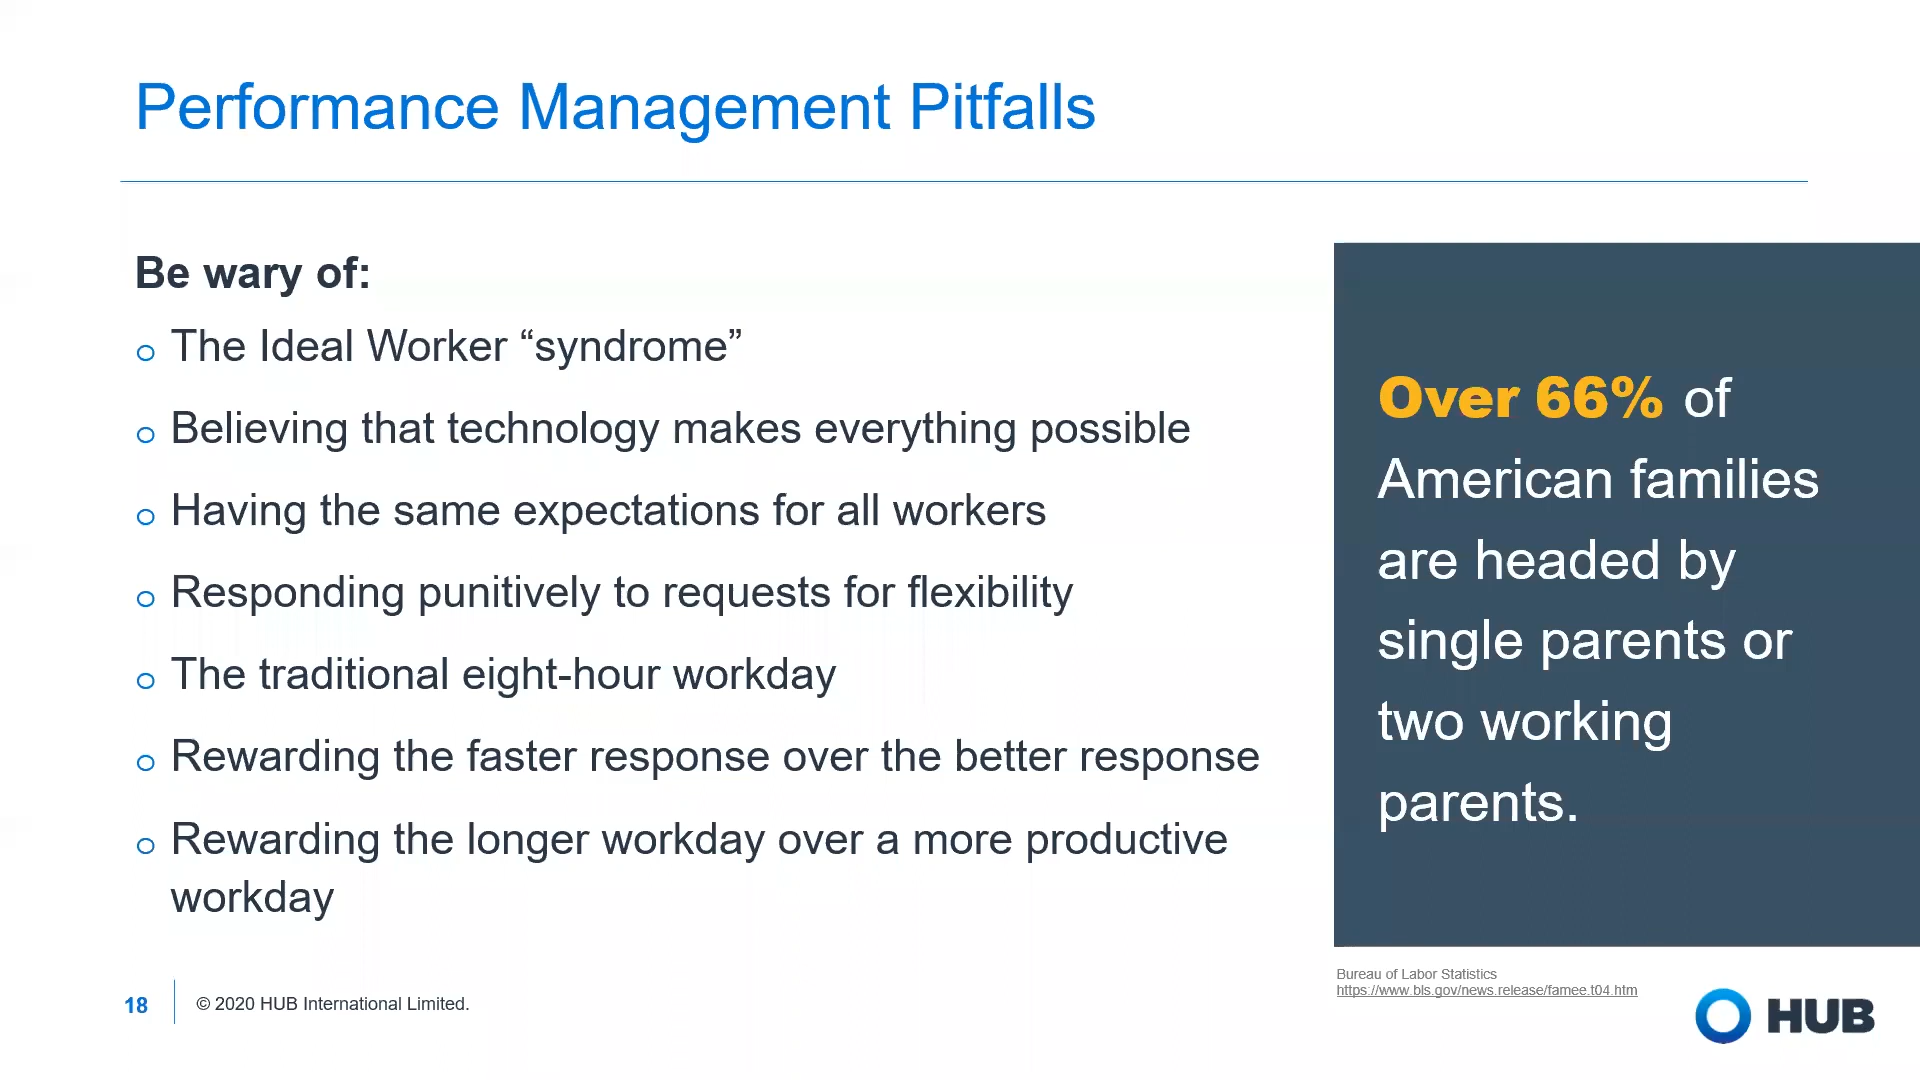 Performance Management Pitfalls
Be wary of:
o The Ideal Worker “syndrome”
o Believing that technology makes everything possible
o Having the same expectations for all workers
o Responding punitively to requests for flexibility
o The traditional eight-hour workday
o Rewarding the faster response over the better response
o Rewarding the longer workday over a more productive
workday
Over 66% of
American families
are headed by
single parents or
two working
parents.
Bureau of Labor Statistics
https://www.bls.gov/news.release/famee.t04.htm
18
© 2020 HUB International Limited.
HUB